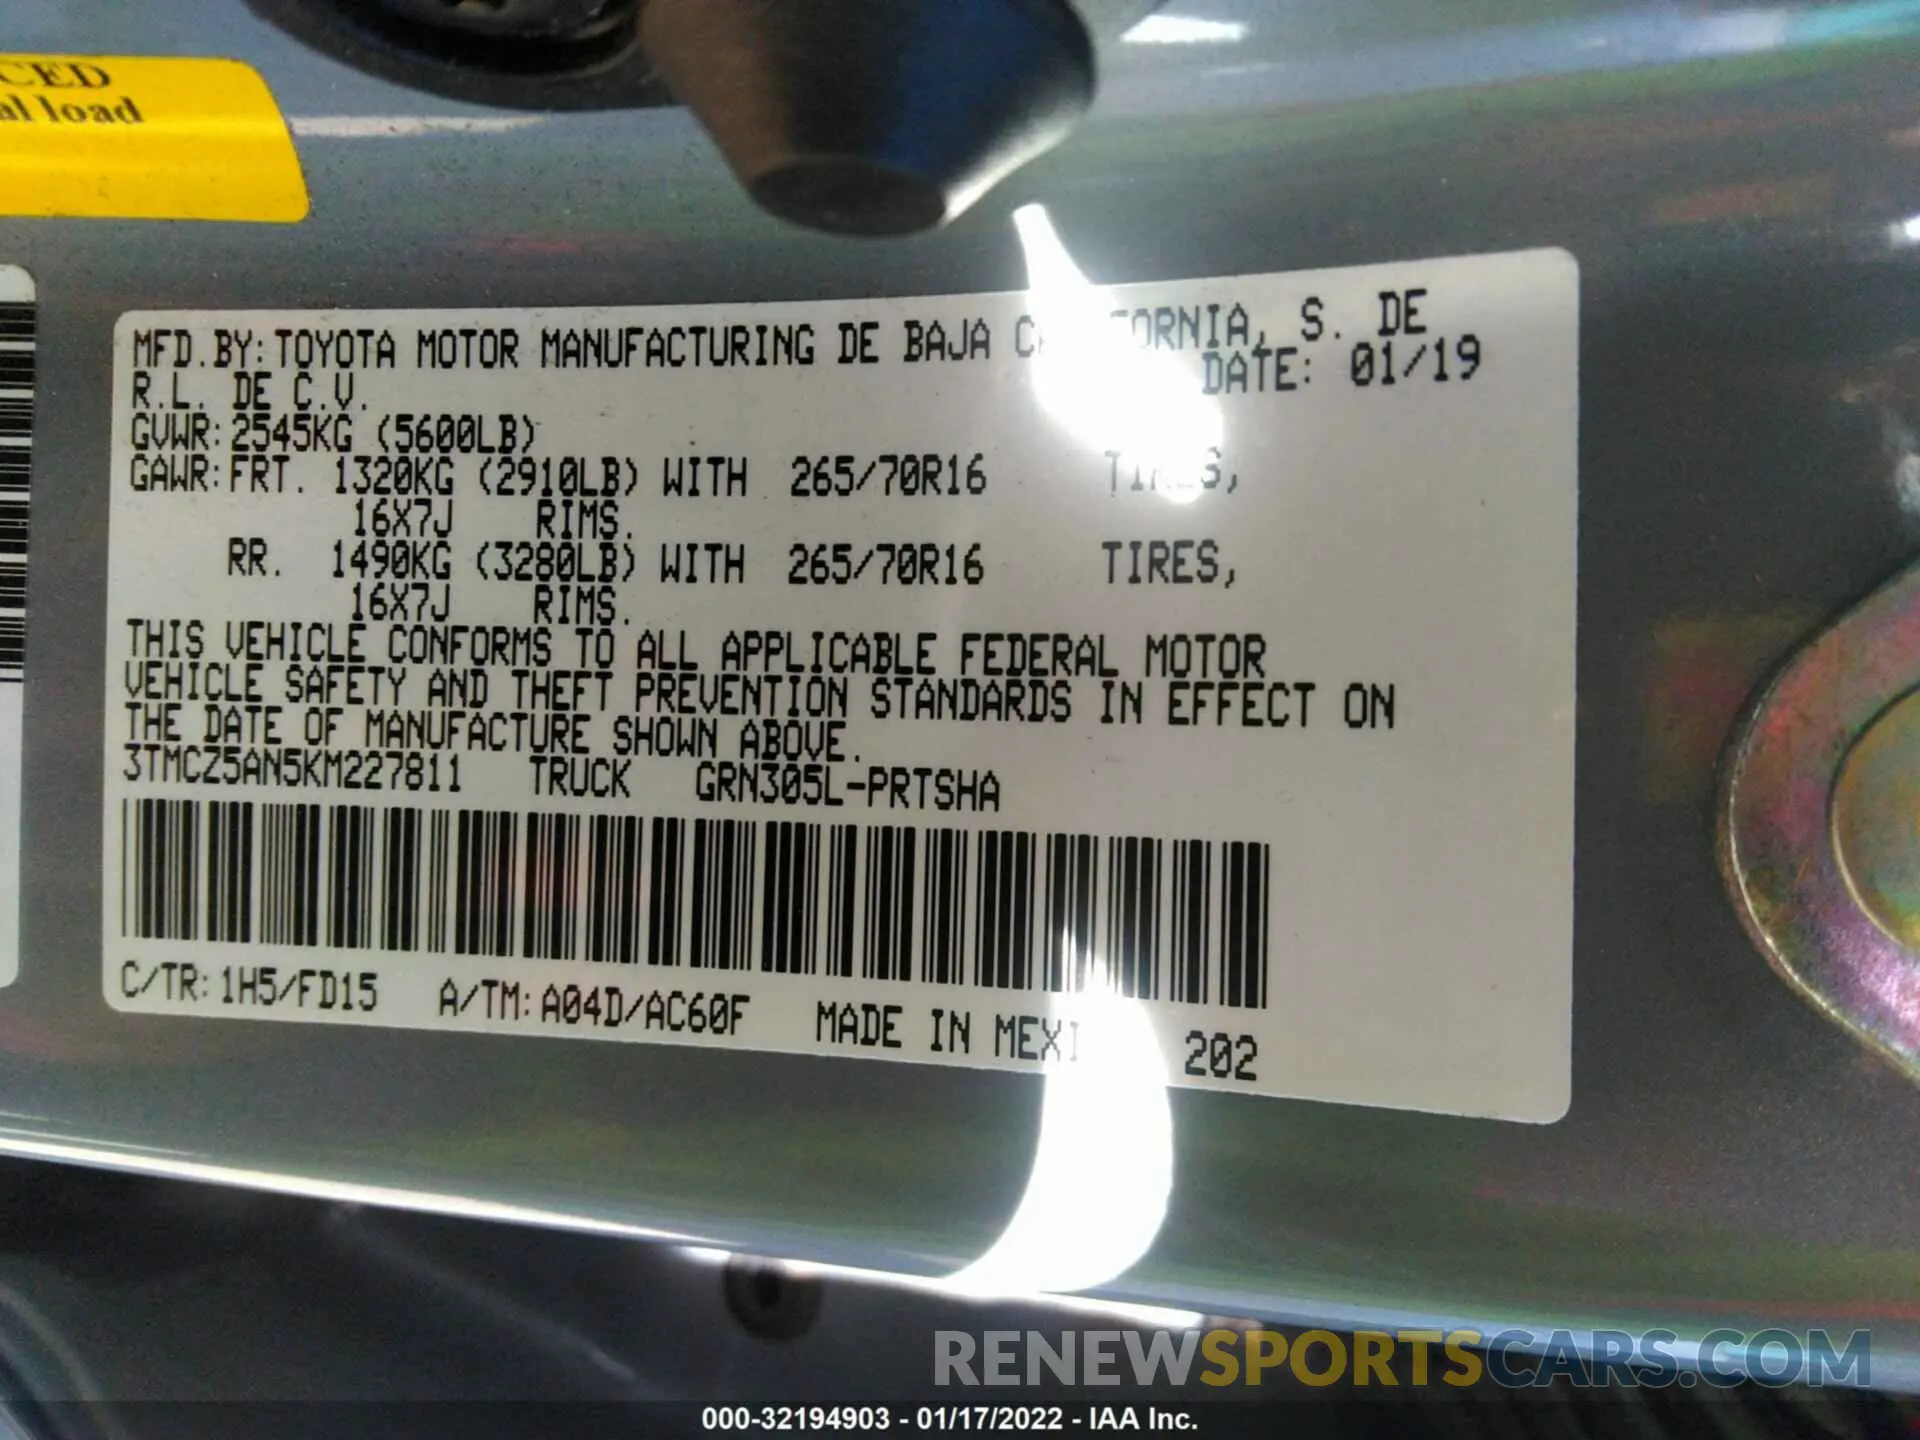 CED
al load
MFD.BY:TOYOTA MOTOR MANUFACTURING DE BAJA CALIFORNIA, S. DE
R.L. DE C.V. DATE: 01/19
GVWR:2545KG (5600LB)
GAWR:FRT. 1320KG (2910LB) WITH 265/70R16 TIRES,
16X7J RIMS.
RR. 1490KG (3280LB) WITH 265/70R16 TIRES,
16X7J RIMS.
THIS VEHICLE CONFORMS TO ALL APPLICABLE FEDERAL MOTOR
VEHICLE SAFETY AND THEFT PREVENTION STANDARDS IN EFFECT ON
THE DATE OF MANUFACTURE SHOWN ABOVE.
3TMCZ5AN5KM227811 TRUCK GRN305L-PRTSHA
C/TR:1H5/FD15 A/TM:A04D/AC60F MADE IN MEXI 202
RENEWSPORTSCARS.COM
000-32194903 - 01/17/2022 - IAA Inc.